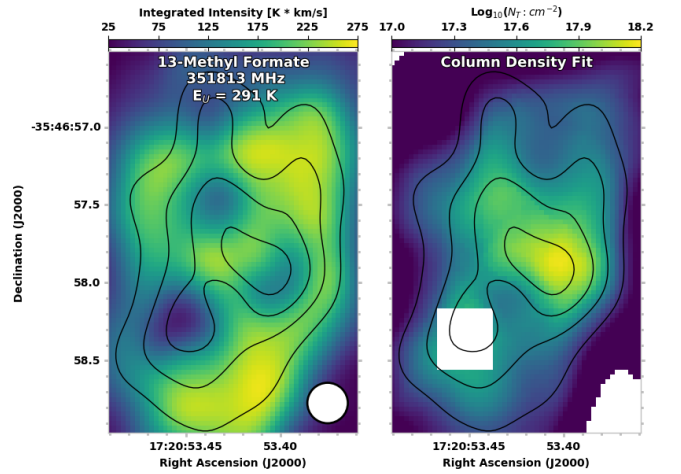 Integrated Intensity [K * km/s]
25 75 125 175 225 275
13-Methyl Formate
351813 MHz
E_U = 291 K
-35:46:57.0
57.5
58.0
58.5
Declination (J2000)
17:20:53.45 53.40
Right Ascension (J2000)
Log₁₀(N_T : cm⁻²)
17.0 17.3 17.6 17.9 18.2
Column Density Fit
17:20:53.45 53.40
Right Ascension (J2000)